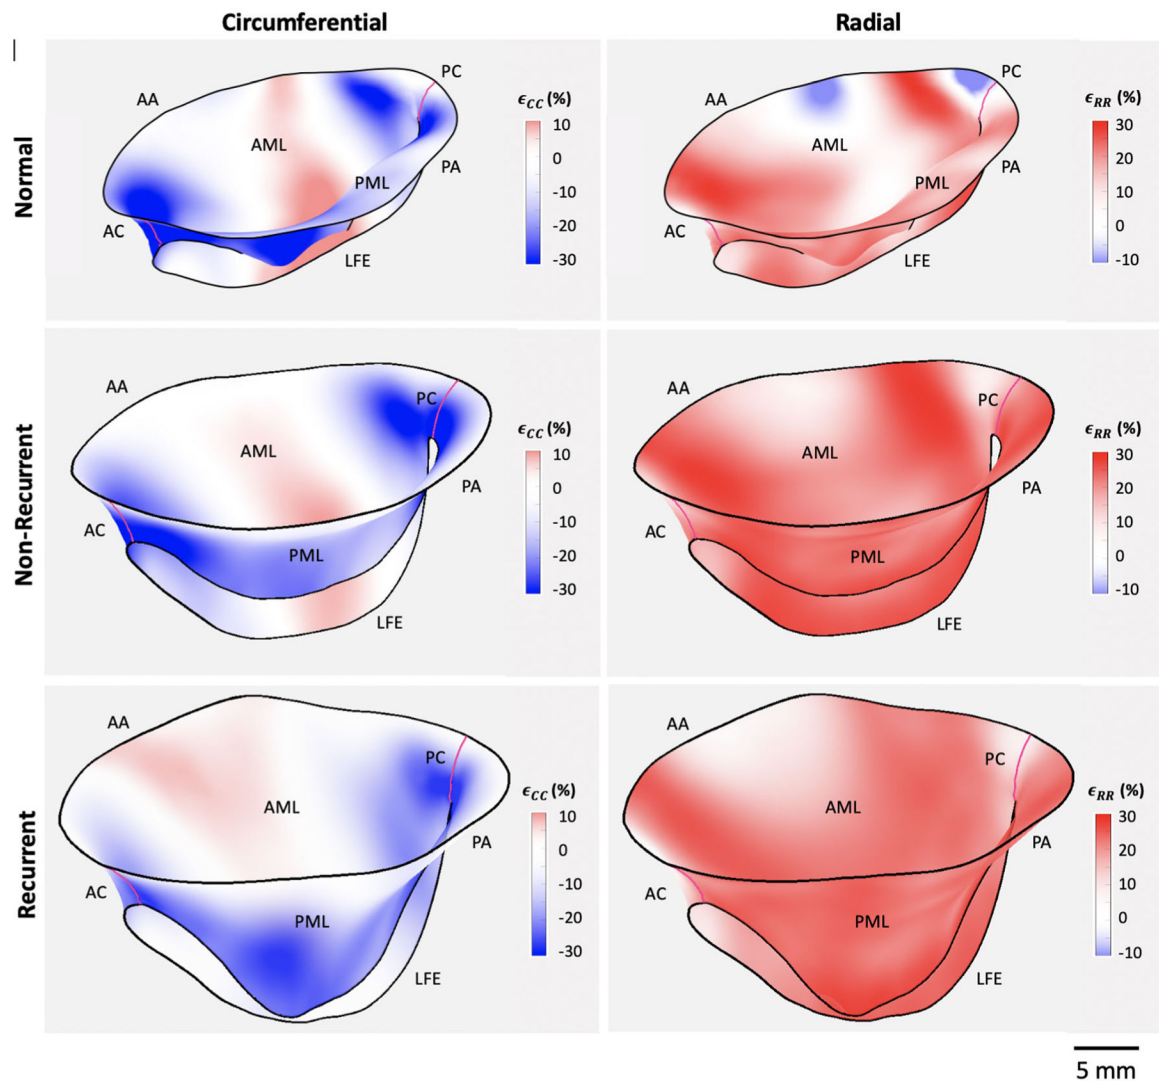 Circumferential
Radial
Normal
AA
PC
AML
PML
PA
AC
LFE
ϵCC (%)
10
0
-10
-20
-30
AA
PC
AML
PML
PA
AC
LFE
ϵRR (%)
30
20
10
0
-10
Non-Recurrent
AA
PC
AML
PA
AC
PML
LFE
ϵCC (%)
10
0
-10
-20
-30
AA
PC
AML
PA
AC
PML
LFE
ϵRR (%)
30
20
10
0
-10
Recurrent
AA
PC
AML
PA
AC
PML
LFE
ϵCC (%)
10
0
-10
-20
-30
AA
PC
AML
PA
AC
PML
LFE
ϵRR (%)
30
20
10
0
-10
5 mm